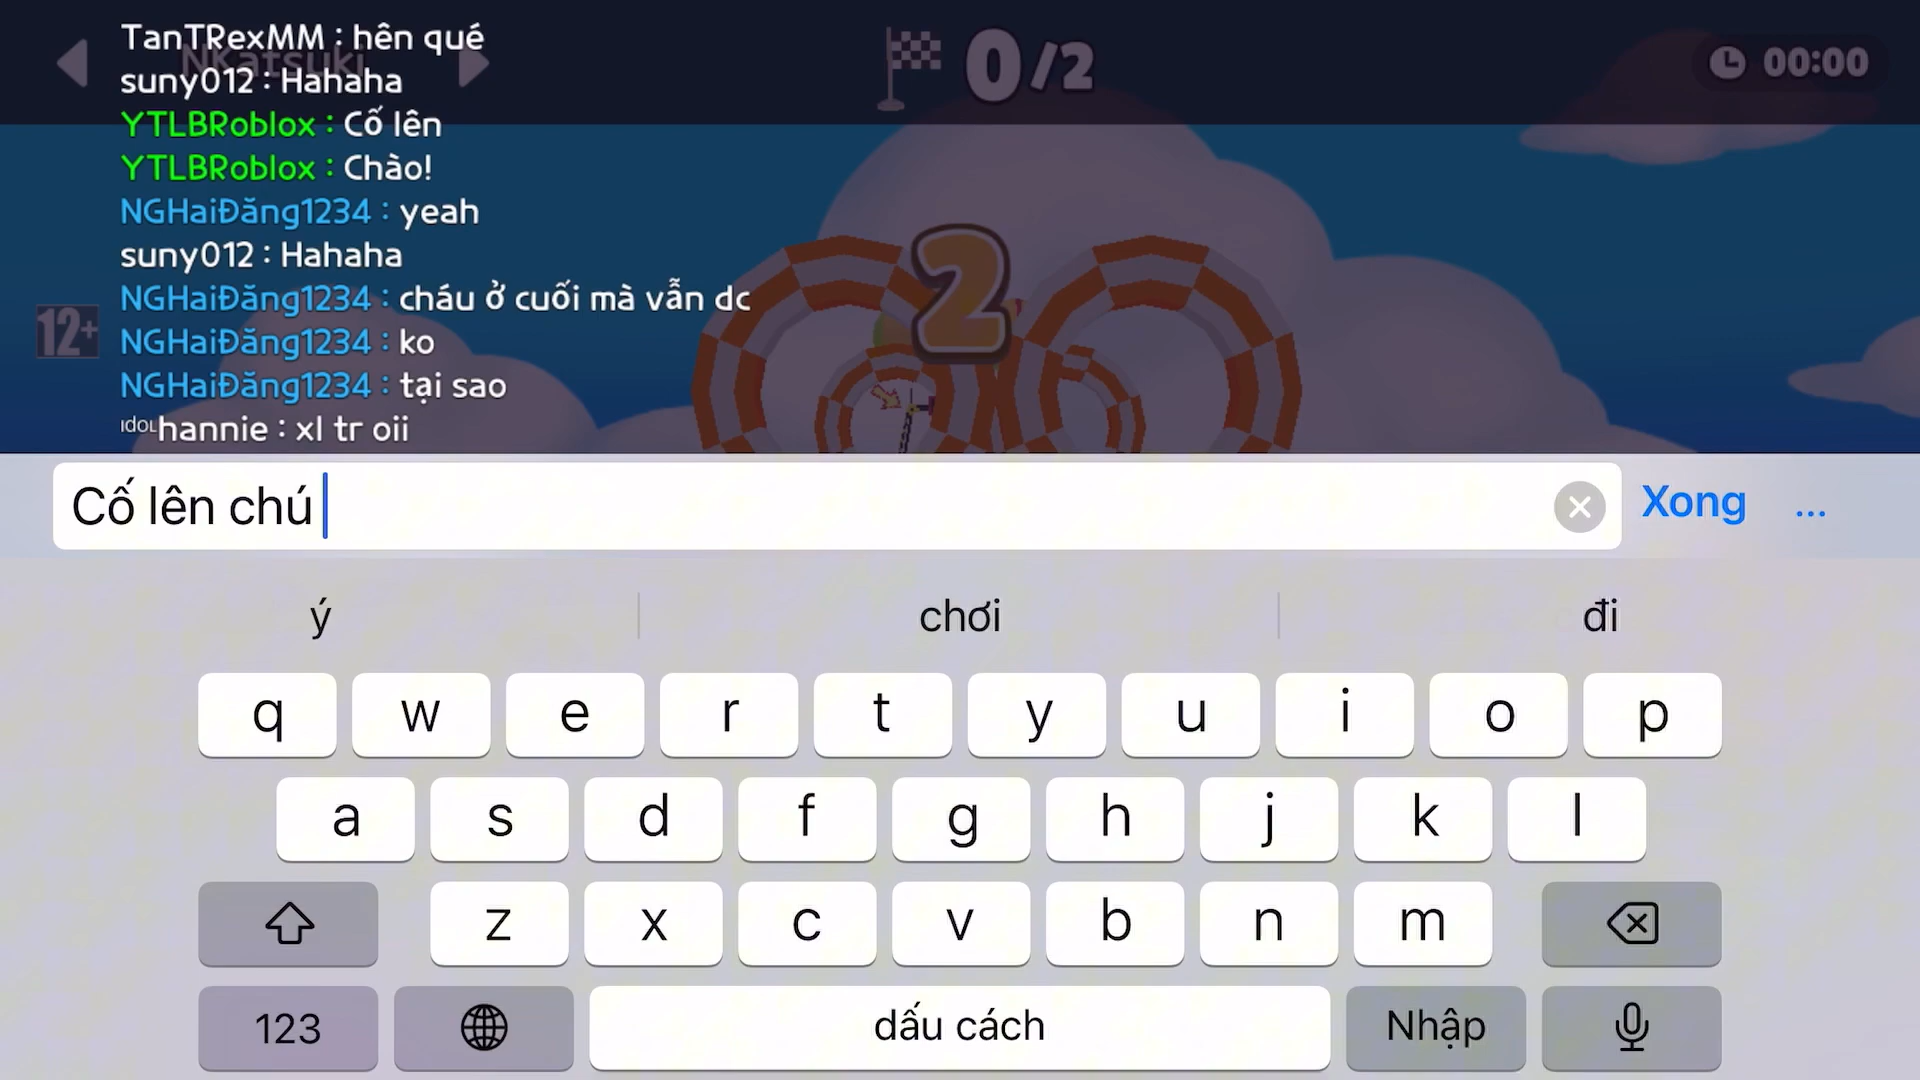 TanTRexMM : hên qué
NKatsuki
0/2
00:00
suny012 : Hahaha
YTLBRoblox : Cố lên
YTLBRoblox : Chào!
NGHaiĐăng1234 : yeah
suny012 : Hahaha
2
NGHaiĐăng1234 : cháu ở cuối mà vẫn dc
12+
NGHaiĐăng1234 : ko
NGHaiĐăng1234 : tại sao
IDOLhannie : xl tr oii
Cố lên chú
Xong ...
ý chơi đi
q w e r t y u i o p
a s d f g h j k l
z x c v b n m
123 dấu cách Nhập